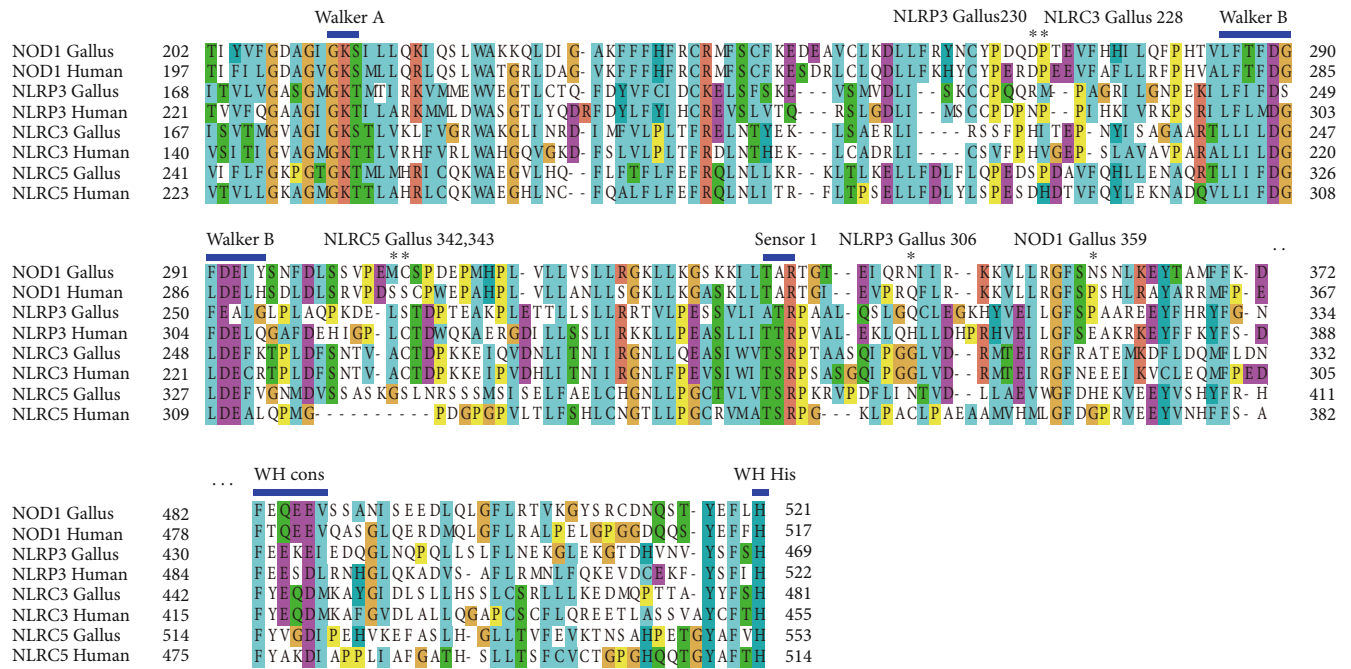 Walker A NLRP3 Gallus230 NLRC3 Gallus 228 Walker B
* *
NOD1 Gallus 202 TIYVFGDAGIGKSILLQKIQSLWAKKQLDIG-AKFFFHFRCRMFSCFKEDEAVCLKDLLFRYNCYPDQDPTEVFHHILQFPHTVLFTFDG 290
NOD1 Human 197 TIFILGDAGVGKSMLLQRLQSLWATGRLDAG-VKFFFHFRCRMFSCFKESDRLCLQDLLFKHYCYPERDPEEVFAFLLRFPHVALFTFDG 285
NLRP3 Gallus 168 ITVLVGASGMGKTMTIRKVMMEWVEGTLCTQ-FDYVFCIDCKELSFSKE---VSMVDLI-SKCCPQQRM-PAGRILGNPEKILFIFDS 249
NLRP3 Human 221 TVVFQGAAGIGKTILARKMMLDWASGTLYQDRFDYLFYIHCREVSLVTQ---RSLGDLI-MSCCPDPNP-PIHKIVRKPSRILFLMDG 303
NLRC3 Gallus 167 ISVTMGVAGIGKSTLVKLFVGRWAKGLINRD-IMFVLPLTFRELNTYEK---LSAERLI----RSSFPHITEP-NYISAGAARTLLILDG 247
NLRC3 Human 140 VSITIGVAGMGKTTLVRHFVRLWAHGQVGKD-FSLVLPLTFRDLNTHEK---LCADRLI----CSVFPHVGEP-SLAVAVPARALLILDG 220
NLRC5 Gallus 241 VIFLFGKPGTGKTMLMHRICQKWAEGVLHQ-FLFTFLFEFRQLNLLKR--KLTLKELLFDLFLQPEDSPDAVFQHLLENAQRTLIIFDG 326
NLRC5 Human 223 VTVLLGKAGMGKTTLAHRLCQKWAEGHLNC-FQALFLFEFRQLNLITR--FLTPSELLFDLYLSPESDHDTVFQYLEKNADQVLLIFDG 308
Walker B NLRC5 Gallus 342,343 Sensor 1 NLRP3 Gallus 306 NOD1 Gallus 359
* * * * ..
NOD1 Gallus 291 FDEIYSNFDLSSVPEMCSPDEPMHPL-VLLVSLLRGKLLKGSKKILTARTGT--EIQRNIIR--KKVLLRGFSNSNLKEYTAMFFK-D 372
NOD1 Human 286 LDELHSDLDLSRVPDSSCPWEPAHPL-VLLANLLSGKLLKGASKLLTARTGI--EVPRQFLR--KKVLLRGFSPSHLRAYARRMFP-E 367
NLRP3 Gallus 250 FEALGLPLAQPKDE-LSTDPTEAKPLETTLLSLLRRTVLPESSVLIATRPAAL-QSLGQCLEGKHYVEILGFSPAAREEYFHRYFG-N 334
NLRP3 Human 304 FDELQGAFDEHIGP-LCTDWQKAERGDILLSSLIRKKLLPEASLLITTRPVAL-EKLQHLLDHPRHVEILGFSEAKRKEYFFKYFS-D 388
NLRC3 Gallus 248 LDEFKTPLDFSNTV-ACTDPKKEIQVDNLITNIIRGNLLQEASIWVTSRPTAASQIPGGLVD--RMTEIRGFRATEMKDFLDQMFLDN 332
NLRC3 Human 221 LDECRTPLDFSNTV-ACTDPKKEIPVDHLITNIIRGNLFPEVSIWITSRPSASGQIPGGLVD--RMTEIRGFNEEEIKVCLEQMFPED 305
NLRC5 Gallus 327 LDEFVGNMDVSSASKGSLNSSSMSISELFAELCHGNLLPGCTVLVTSRPKRVPDFLINTVD--LLAEVWGFDHEKVEEYVSHYFR-H 411
NLRC5 Human 309 LDEALQPMG----------PDGPGPVLTLFSHLCNGTLLPGCRVMATSRPG---KLPACLPAEAAMVHMLGFDGPRVEEYVNHFFS-A 382
... WH cons WH His
NOD1 Gallus 482 FEQEEVSSANISEEDLQLGFLRTVKGYSRCDNQST-YEFLH 521
NOD1 Human 478 FTQEEVQASGLQERDMQLGFLRALPELGPGGDQQS-YEFFH 517
NLRP3 Gallus 430 FEEKEIEDQGLNQPQLLSLFLNEKGLEKGTDHVNV-YSFSH 469
NLRP3 Human 484 FEESDLRNHGLQKADVS-AFLRMNLFQKEVDCEKF-YSFIH 522
NLRC3 Gallus 442 FYEQDMKAYGIDLSLLHSSLCSRLLLKEDMQPTTA-YYFSH 481
NLRC3 Human 415 FYEQDMKAFGVDLALLQGAPCSCFLQREETLASSVAYCFTH 455
NLRC5 Gallus 514 FYVGDIPEHVKEFASLH-GLLTVFEVKTNSAHPETGYAFVH 553
NLRC5 Human 475 FYAKDIAPPLIAFGATH-SLLTSFCVCTGPGHQQTGYAFTH 514